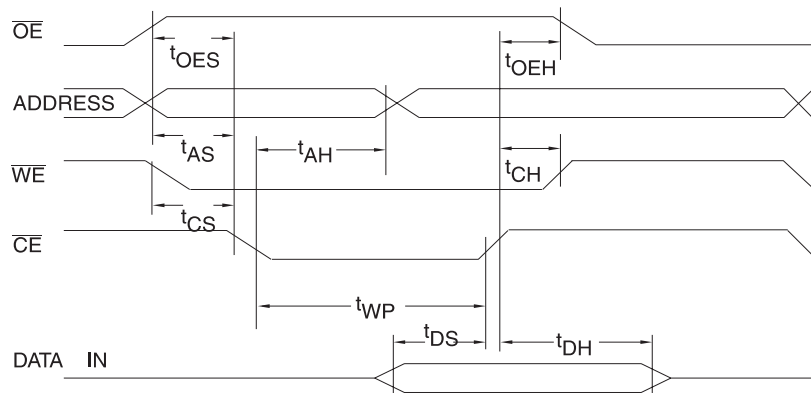 OE
tOES
tOEH
ADDRESS
tAS
tAH
tCH
WE
tCS
CE
tWP
tDS
tDH
DATA IN